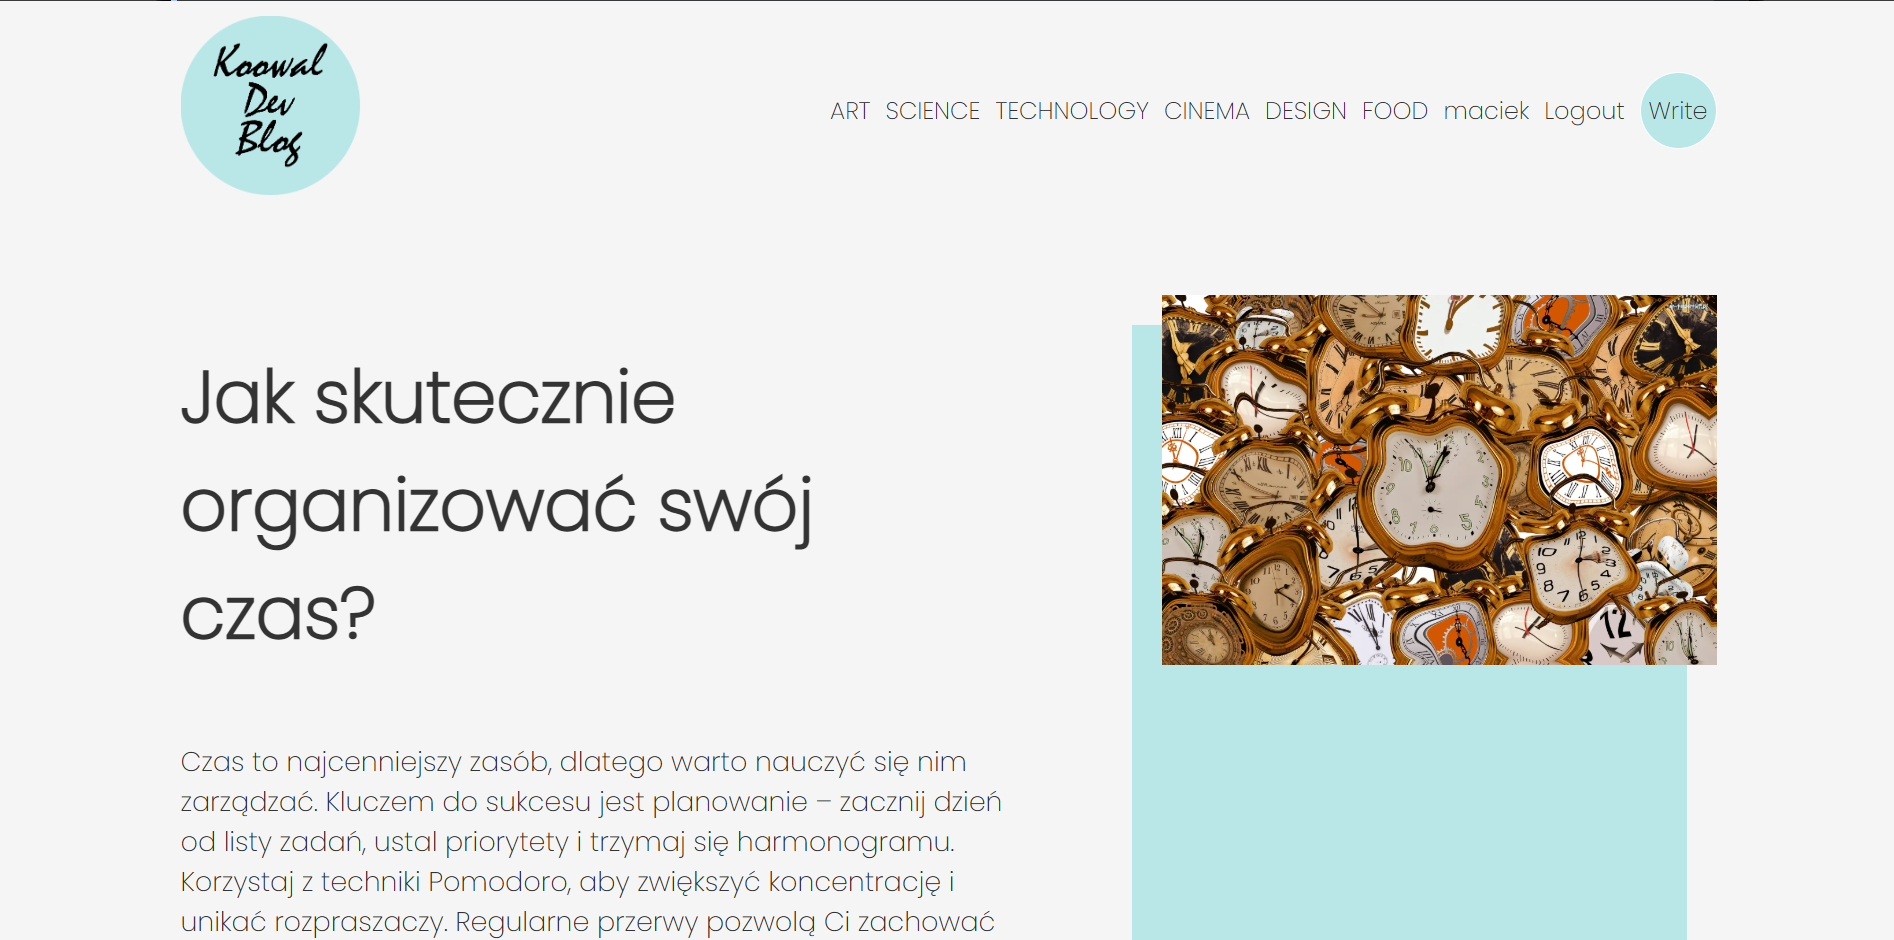 Koowal
Dev
Blog
ART SCIENCE TECHNOLOGY CINEMA DESIGN FOOD maciek Logout Write
Jak skutecznie
organizować swój
czas?
Czas to najcenniejszy zasób, dlatego warto nauczyć się nim
zarządzać. Kluczem do sukcesu jest planowanie – zacznij dzień
od listy zadań, ustal priorytety i trzymaj się harmonogramu.
Korzystaj z techniki Pomodoro, aby zwiększyć koncentrację i
unikać rozpraszaczy. Regularne przerwy pozwolą Ci zachować